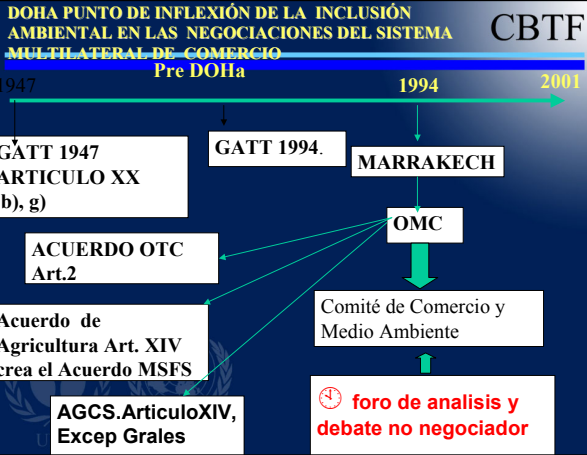 DOHA PUNTO DE INFLEXIÓN DE LA INCLUSIÓN
AMBIENTAL EN LAS NEGOCIACIONES DEL SISTEMA
MULTILATERAL DE COMERCIO
CBTF
Pre DOHa
1947
1994
2001
GATT 1947
ARTICULO XX
b), g)
GATT 1994.
MARRAKECH
OMC
ACUERDO OTC
Art.2
Acuerdo de
Agricultura Art. XIV
crea el Acuerdo MSFS
AGCS.ArticuloXIV,
Excep Grales
Comité de Comercio y
Medio Ambiente
foro de analisis y
debate no negociador